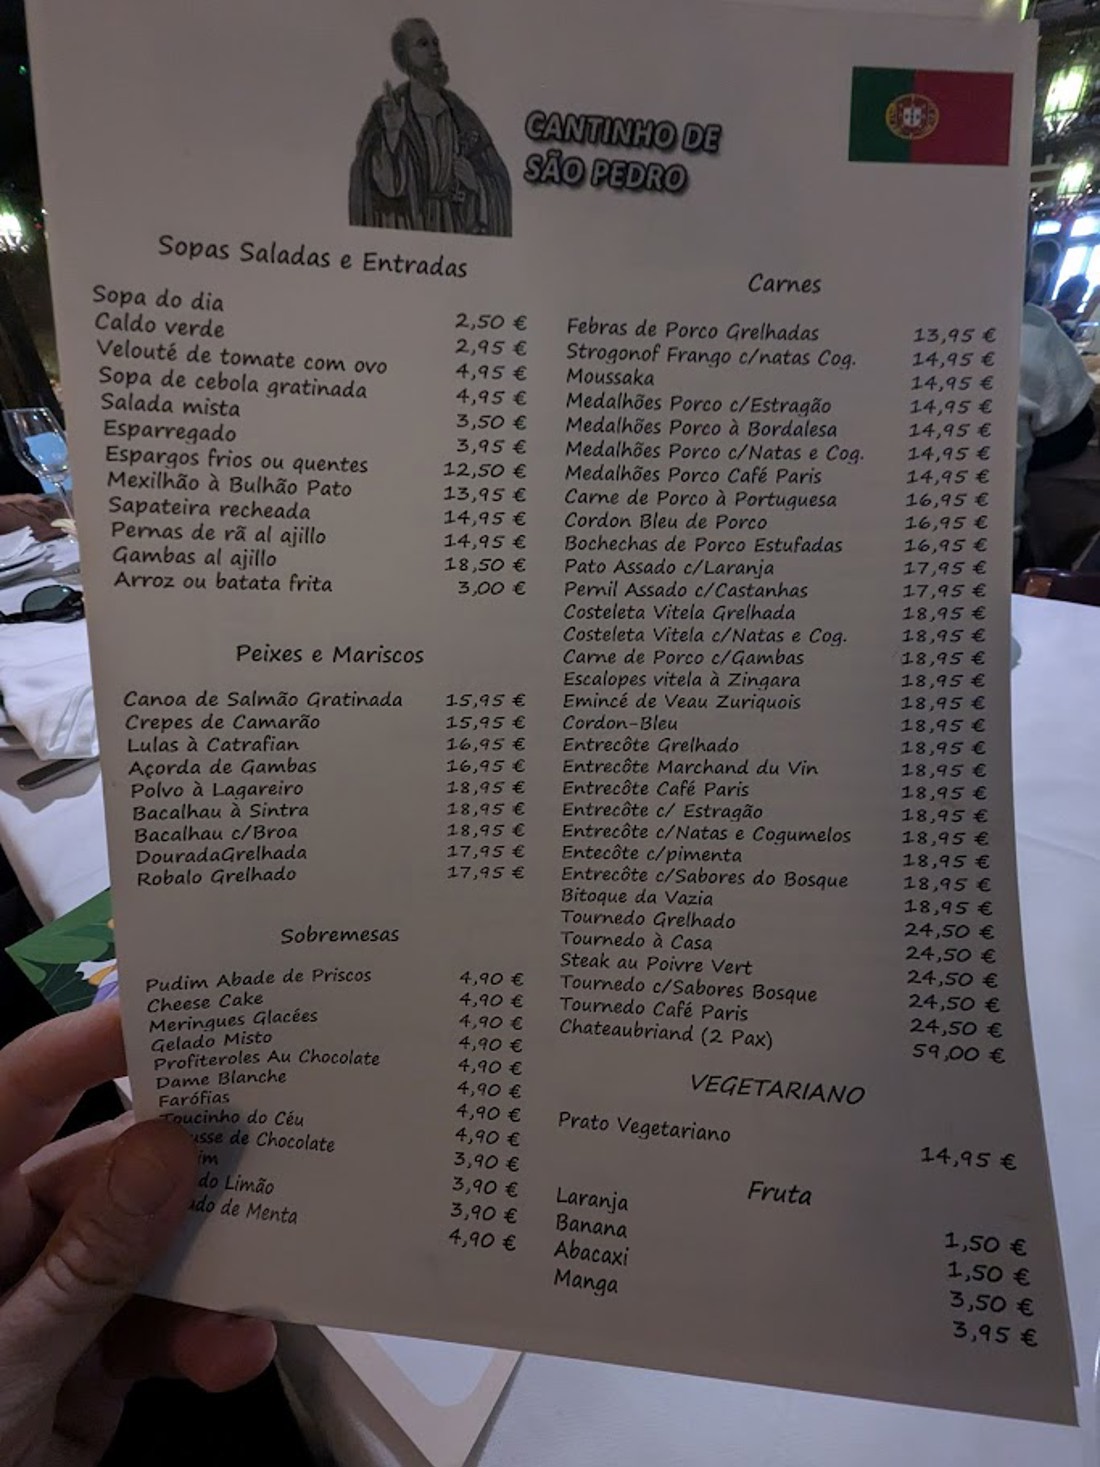 CANTINHO DE
SÃO PEDRO
Sopas Saladas e Entradas
Sopa do dia 2,50 €
Caldo verde 2,95 €
Velouté de tomate com ovo 4,95 €
Sopa de cebola gratinada 4,95 €
Salada mista 3,50 €
Esparregado 3,95 €
Espargos frios ou quentes 12,50 €
Mexilhão à Bulhão Pato 13,95 €
Sapateira recheada 14,95 €
Pernas de rã al ajillo 14,95 €
Gambas al ajillo 18,50 €
Arroz ou batata frita 3,00 €
Peixes e Mariscos
Canoa de Salmão Gratinada 15,95 €
Crepes de Camarão 15,95 €
Lulas à Catrafian 16,95 €
Açorda de Gambas 16,95 €
Polvo à Lagareiro 18,95 €
Bacalhau à Sintra 18,95 €
Bacalhau c/Broa 18,95 €
DouradaGrelhada 17,95 €
Robalo Grelhado 17,95 €
Sobremesas
Pudim Abade de Priscos 4,90 €
Cheese Cake 4,90 €
Meringues Glacées 4,90 €
Gelado Misto 4,90 €
Profiteroles Au Chocolate 4,90 €
Dame Blanche 4,90 €
Farófias 4,90 €
Toucinho do Céu 4,90 €
de Chocolate 3,90 €
3,90 €
do Limão 3,90 €
de Menta 4,90 €
Carnes
Febras de Porco Grelhadas 13,95 €
Strogonof Frango c/natas Cog. 14,95 €
Moussaka 14,95 €
Medalhões Porco c/Estragão 14,95 €
Medalhões Porco à Bordalesa 14,95 €
Medalhões Porco c/Natas e Cog. 14,95 €
Medalhões Porco Café Paris 14,95 €
Carne de Porco à Portuguesa 16,95 €
Cordon Bleu de Porco 16,95 €
Bochechas de Porco Estufadas 16,95 €
Pato Assado c/Laranja 17,95 €
Pernil Assado c/Castanhas 17,95 €
Costeleta Vitela Grelhada 18,95 €
Costeleta Vitela c/Natas e Cog. 18,95 €
Carne de Porco c/Gambas 18,95 €
Escalopes vitela à Zingara 18,95 €
Emincé de Veau Zuriquois 18,95 €
Cordon-Bleu 18,95 €
Entrecôte Grelhado 18,95 €
Entrecôte Marchand du Vin 18,95 €
Entrecôte Café Paris 18,95 €
Entrecôte c/ Estragão 18,95 €
Entrecôte c/Natas e Cogumelos 18,95 €
Entecôte c/pimenta 18,95 €
Entrecôte c/Sabores do Bosque 18,95 €
Bitoque da Vazia 18,95 €
Tournedo Grelhado 24,50 €
Tournedo à Casa 24,50 €
Steak au Poivre Vert 24,50 €
Tournedo c/Sabores Bosque 24,50 €
Tournedo Café Paris 24,50 €
Chateaubriand (2 Pax) 59,00 €
VEGETARIANO
Prato Vegetariano 14,95 €
Fruta
Laranja 1,50 €
Banana 1,50 €
Abacaxi 3,50 €
Manga 3,95 €